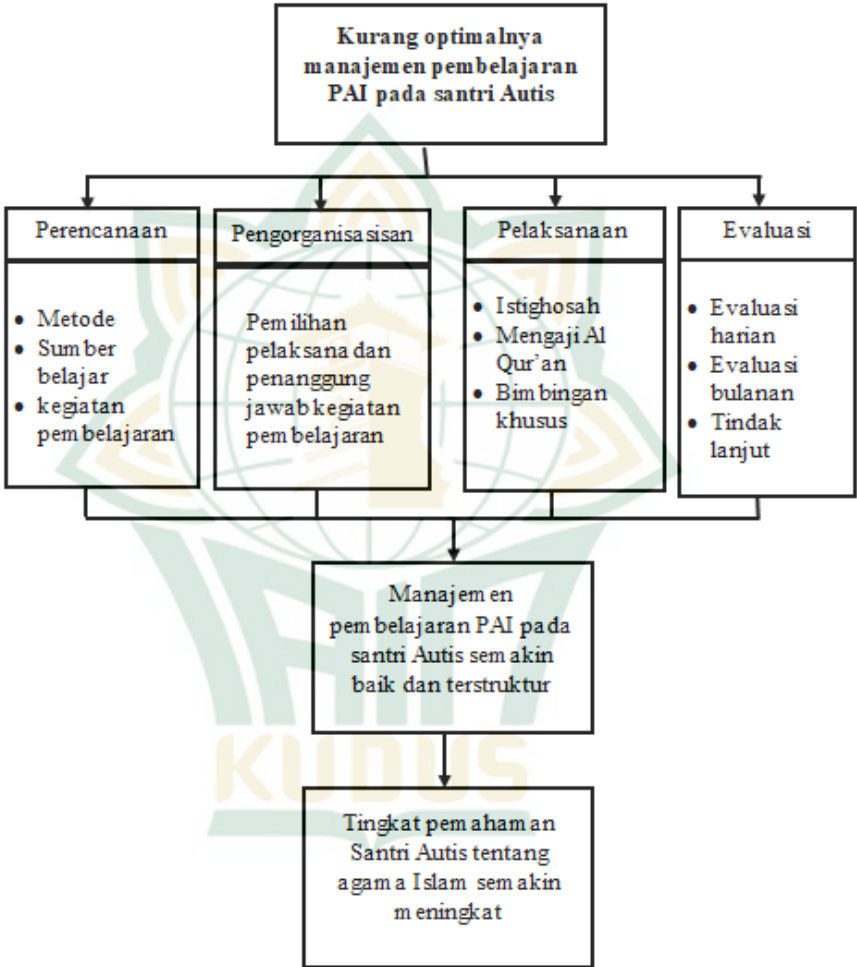 Kurang optimalnya
manajemen pembelajaran
PAI pada santri Autis
Perencanaan
• Metode
• Sumber
belajar
• kegiatan
pembelajaran
Pengorganisasisan
Pemilihan
pelaksana dan
penanggung
jawab kegiatan
pembelajaran
Pelaksanaan
• Istighosah
• Mengaji Al
Qur’an
• Bimbingan
khusus
Evaluasi
• Evaluasi
harian
• Evaluasi
bulanan
• Tindak
lanjut
Manajemen
pembelajaran PAI pada
santri Autis semakin
baik dan terstruktur
Tingkat pemahaman
Santri Autis tentang
agama Islam semakin
meningkat
IAIN
KUDUS